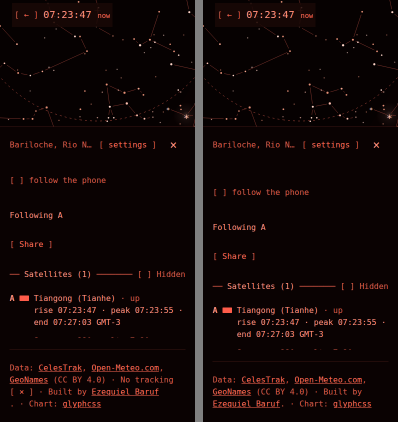 [ ← ] 07:23:47 now
Bariloche, Rio N… [ settings ] ×
[ ] follow the phone
Following A
[ Share ]
Satellites (1) [ ] Hidden
A Tiangong (Tianhe) · up
rise 07:23:47 · peak 07:23:55 ·
end 07:27:03 GMT-3
Data: CelesTrak, Open-Meteo.com,
GeoNames (CC BY 4.0) · No tracking
[ × ] · Built by Ezequiel Baruf
. · Chart: glyphcss
[ ← ] 07:23:47 now
Bariloche, Rio N… [ settings ] ×
[ ] follow the phone
Following A
[ Share ]
Satellites (1) [ ] Hidden
A Tiangong (Tianhe) · up
rise 07:23:47 · peak 07:23:55 ·
end 07:27:03 GMT-3
Data: CelesTrak, Open-Meteo.com,
GeoNames (CC BY 4.0) · Built by
Ezequiel Baruf. · Chart: glyphcss